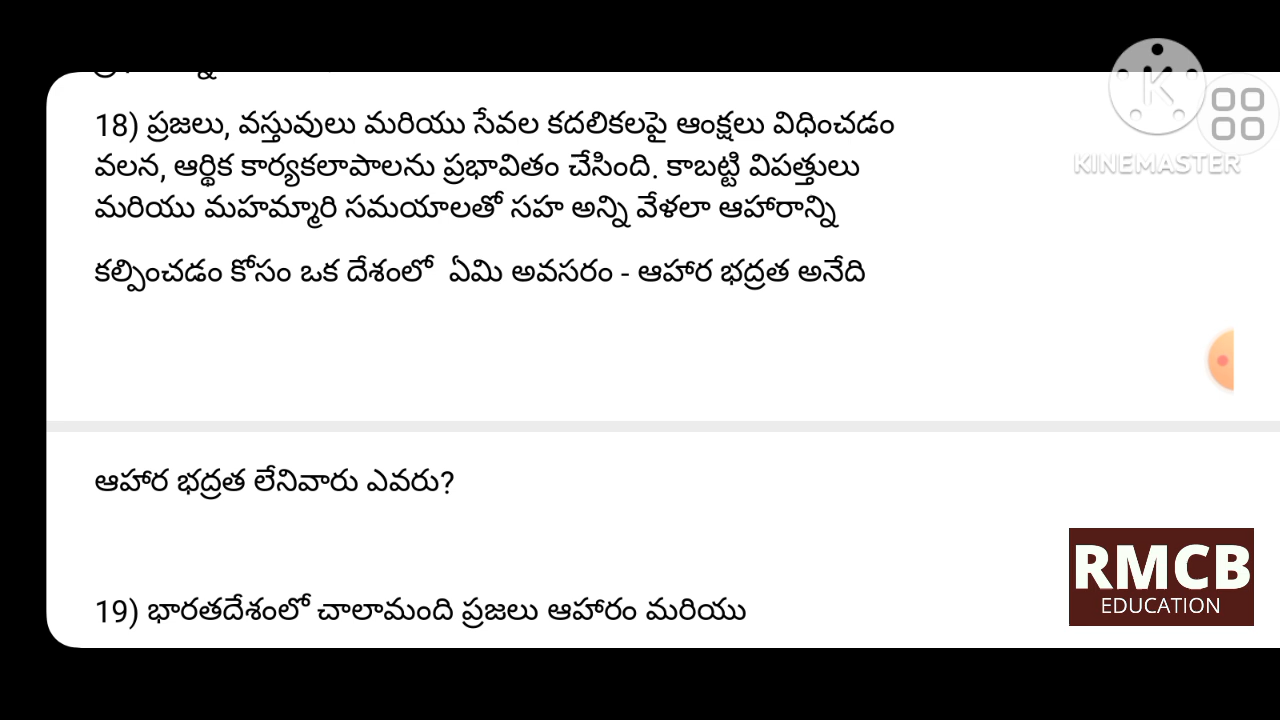 18) ప్రజలు, వస్తువులు మరియు సేవల కదలికలపై ఆంక్షలు విధించడం
వలన, ఆర్థిక కార్యకలాపాలను ప్రభావితం చేసింది. కాబట్టి విపత్తులు
మరియు మహమ్మారి సమయాలతో సహ అన్ని వేళలా ఆహారాన్ని
కల్పించడం కోసం ఒక దేశంలో ఏమి అవసరం - ఆహార భద్రత అనేది
ఆహార భద్రత లేనివారు ఎవరు?
19) భారతదేశంలో చాలామంది ప్రజలు ఆహారం మరియు
KINEMASTER
RMCB
EDUCATION